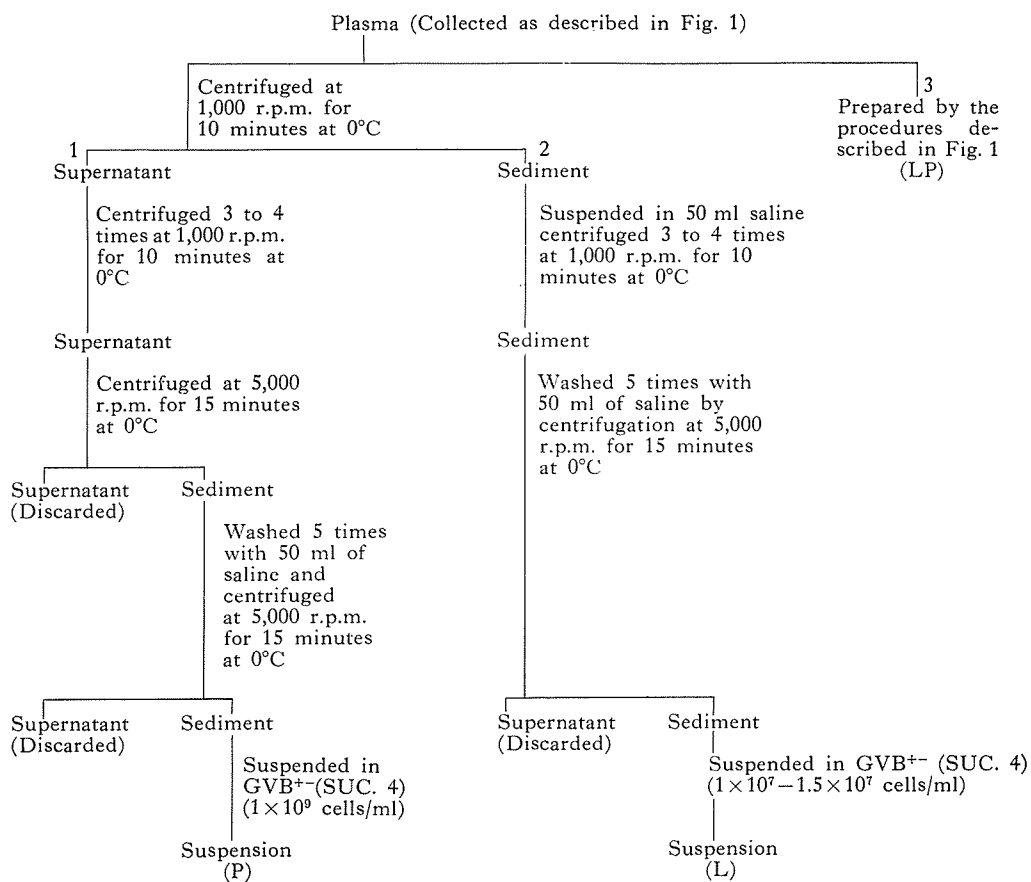 Plasma (Collected as described in Fig. 1)
Centrifuged at
1,000 r.p.m. for
10 minutes at 0°C
3
Prepared by the
procedures de-
scribed in Fig. 1
(LP)
1
Supernatant
2
Sediment
Centrifuged 3 to 4
times at 1,000 r.p.m.
for 10 minutes at
0°C
Suspended in 50 ml saline
centrifuged 3 to 4 times
at 1,000 r.p.m. for 10
minutes at 0°C
Supernatant
Sediment
Centrifuged at 5,000
r.p.m. for 15 minutes
at 0°C
Washed 5 times with
50 ml of saline by
centrifugation at 5,000
r.p.m. for 15 minutes
at 0°C
Supernatant
(Discarded)
Sediment
Washed 5 times
with 50 ml of
saline and
centrifuged
at 5,000 r.p.m.
for 15 minutes
at 0°C
Supernatant
(Discarded)
Sediment
Supernatant
(Discarded)
Sediment
Suspended in
GVB⁺⁻(SUC. 4)
(1×10⁹ cells/ml)
Suspended in GVB⁺⁻ (SUC. 4)
(1×10⁷−1.5×10⁷ cells/ml)
Suspension
(P)
Suspension
(L)